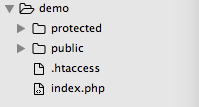 demo
protected
public
.htaccess
index.php